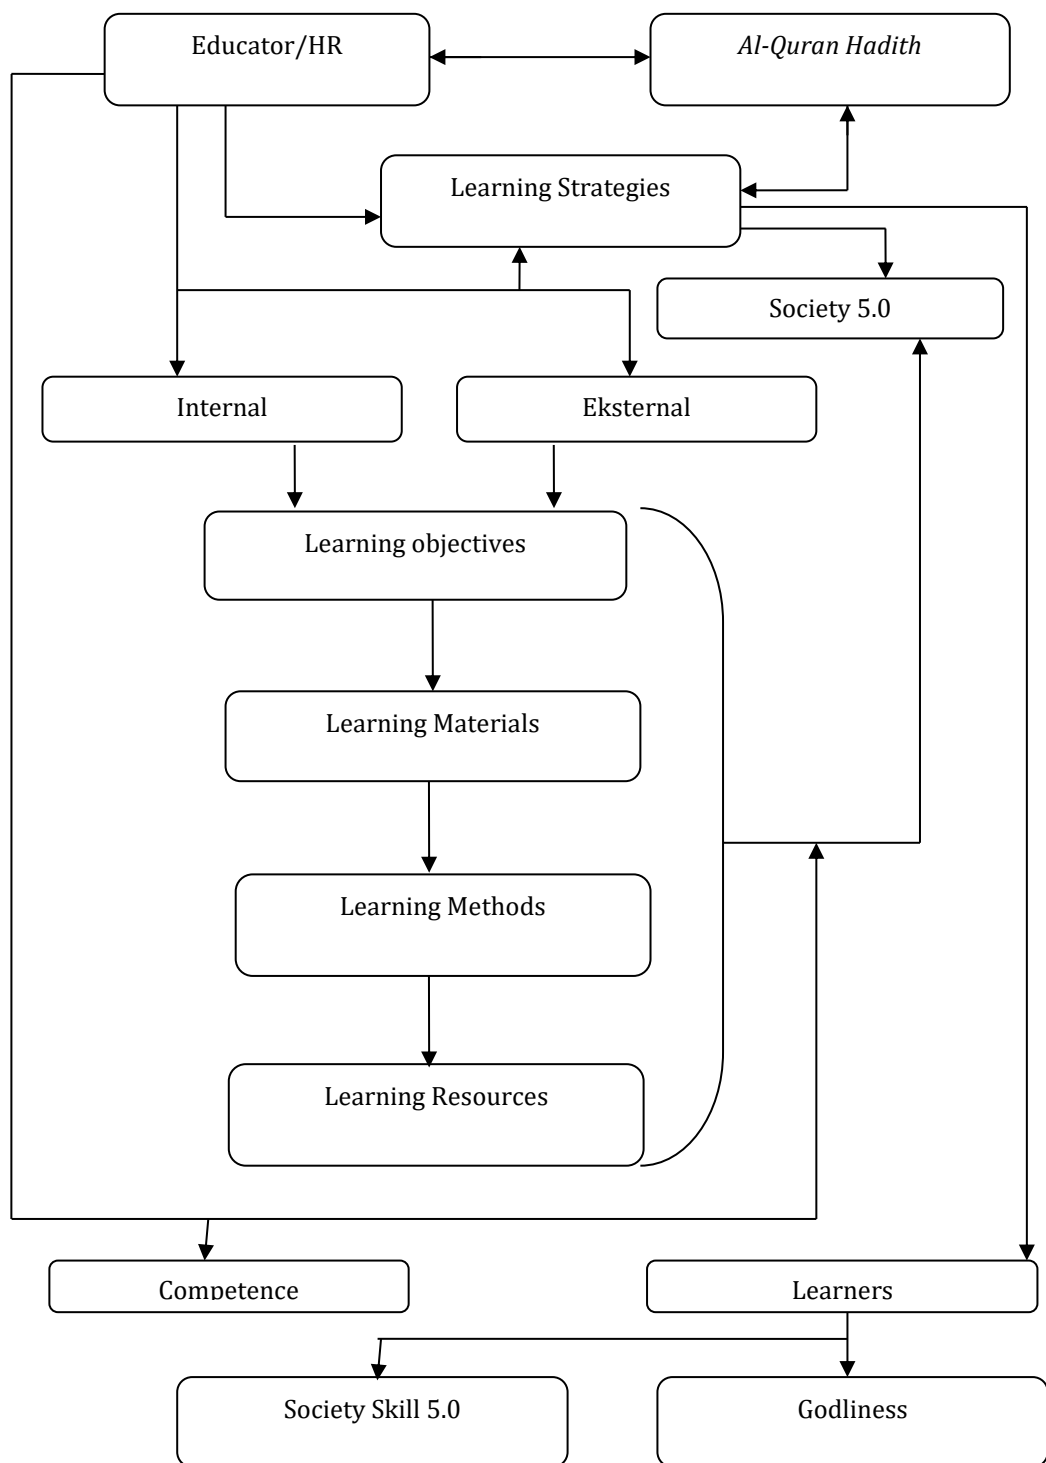 Educator/HR
Al-Quran Hadith
Learning Strategies
Society 5.0
Internal
Eksternal
Learning objectives
Learning Materials
Learning Methods
Learning Resources
Competence
Learners
Society Skill 5.0
Godliness